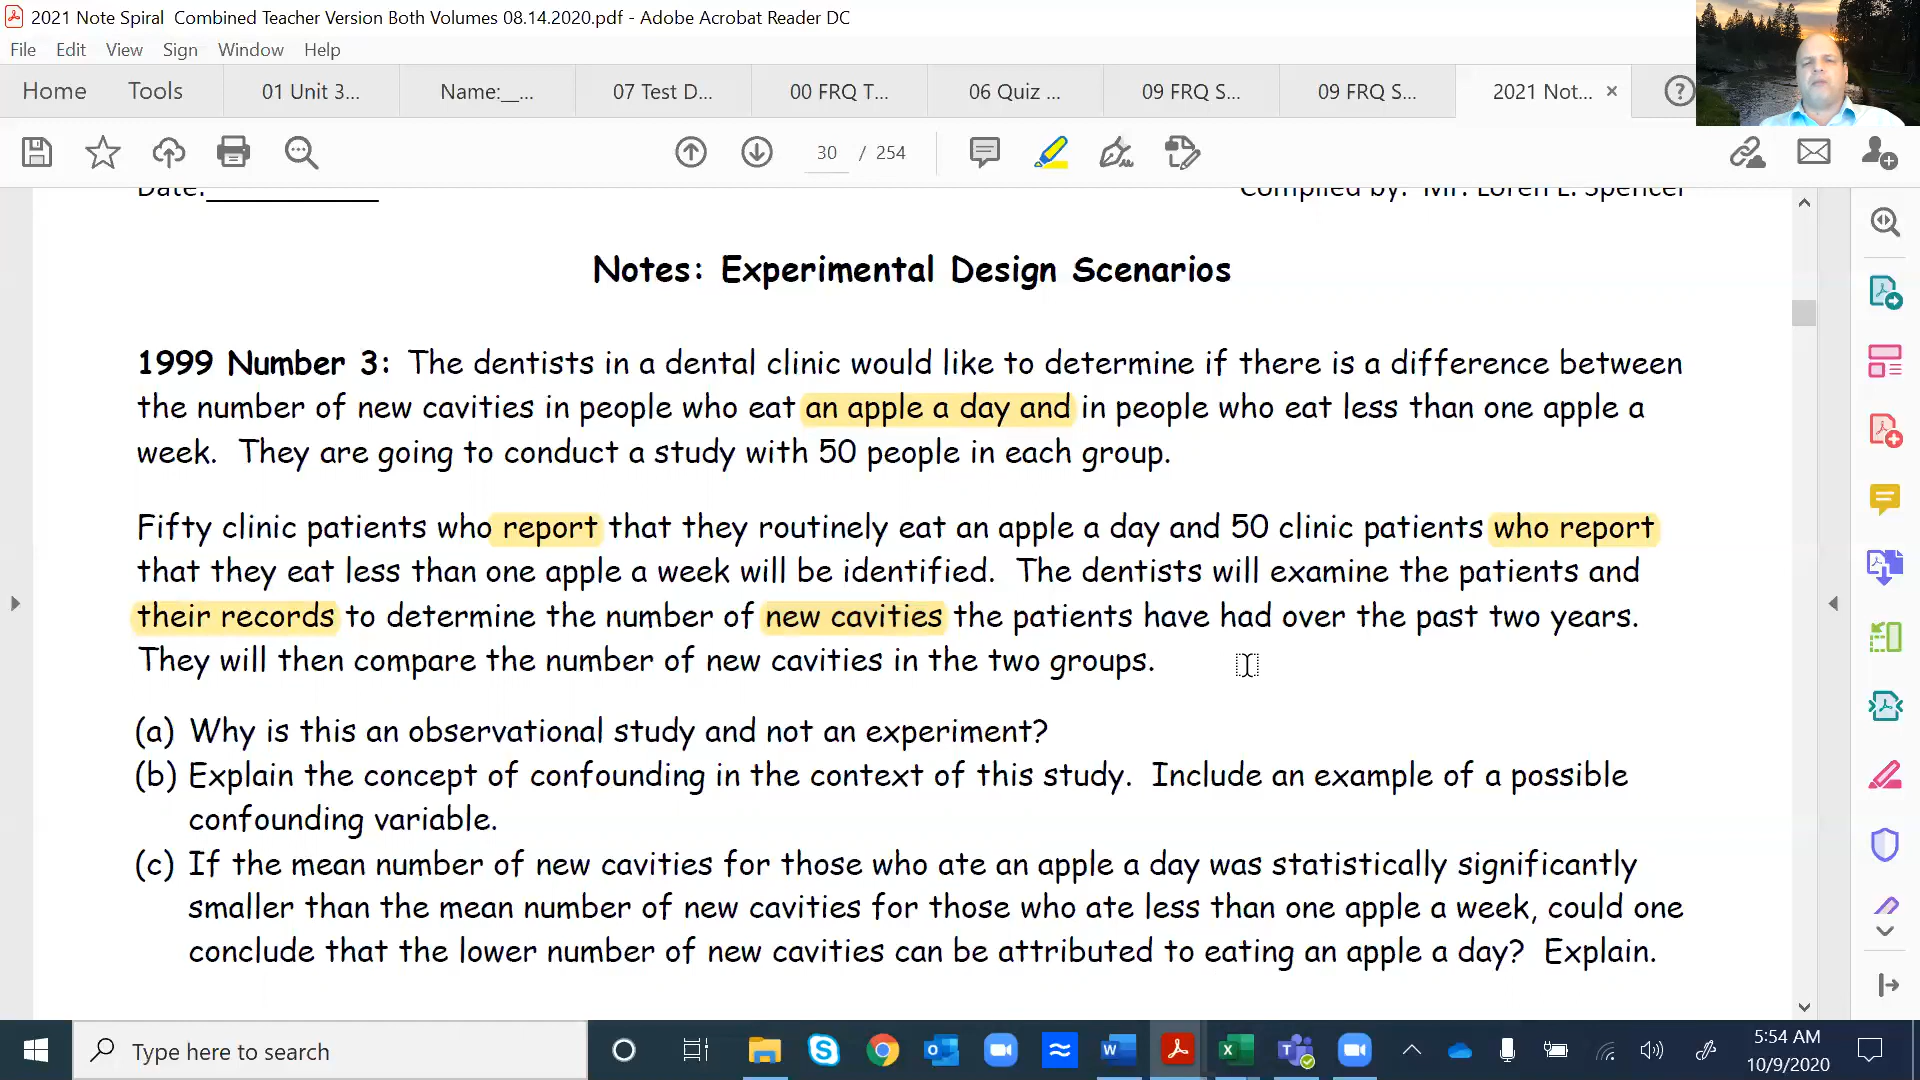 2021 Note Spiral  Combined Teacher Version Both Volumes 08.14.2020.pdf - Adobe Acrobat Reader DC
File Edit View Sign Window Help
Home Tools 01 Unit 3... Name:__... 07 Test D... 00 FRQ T... 06 Quiz ... 09 FRQ S... 09 FRQ S... 2021 Not... ×
30 / 254
Date:____________ Compiled by: Mr. Loren L. Spencer
Notes: Experimental Design Scenarios
1999 Number 3: The dentists in a dental clinic would like to determine if there is a difference between
the number of new cavities in people who eat an apple a day and in people who eat less than one apple a
week. They are going to conduct a study with 50 people in each group.
Fifty clinic patients who report that they routinely eat an apple a day and 50 clinic patients who report
that they eat less than one apple a week will be identified. The dentists will examine the patients and
their records to determine the number of new cavities the patients have had over the past two years.
They will then compare the number of new cavities in the two groups.
(a) Why is this an observational study and not an experiment?
(b) Explain the concept of confounding in the context of this study. Include an example of a possible
confounding variable.
(c) If the mean number of new cavities for those who ate an apple a day was statistically significantly
smaller than the mean number of new cavities for those who ate less than one apple a week, could one
conclude that the lower number of new cavities can be attributed to eating an apple a day? Explain.
Type here to search
5:54 AM
10/9/2020